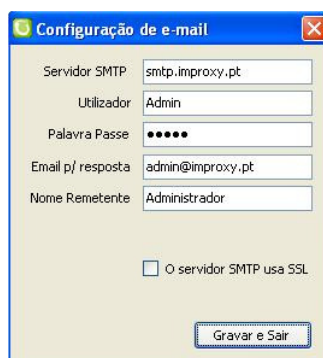 Configuração de e-mail
Servidor SMTP smtp.improxy.pt
Utilizador Admin
Palavra Passe ●●●●●
Email p/ resposta admin@improxy.pt
Nome Remetente Administrador
O servidor SMTP usa SSL
Gravar e Sair